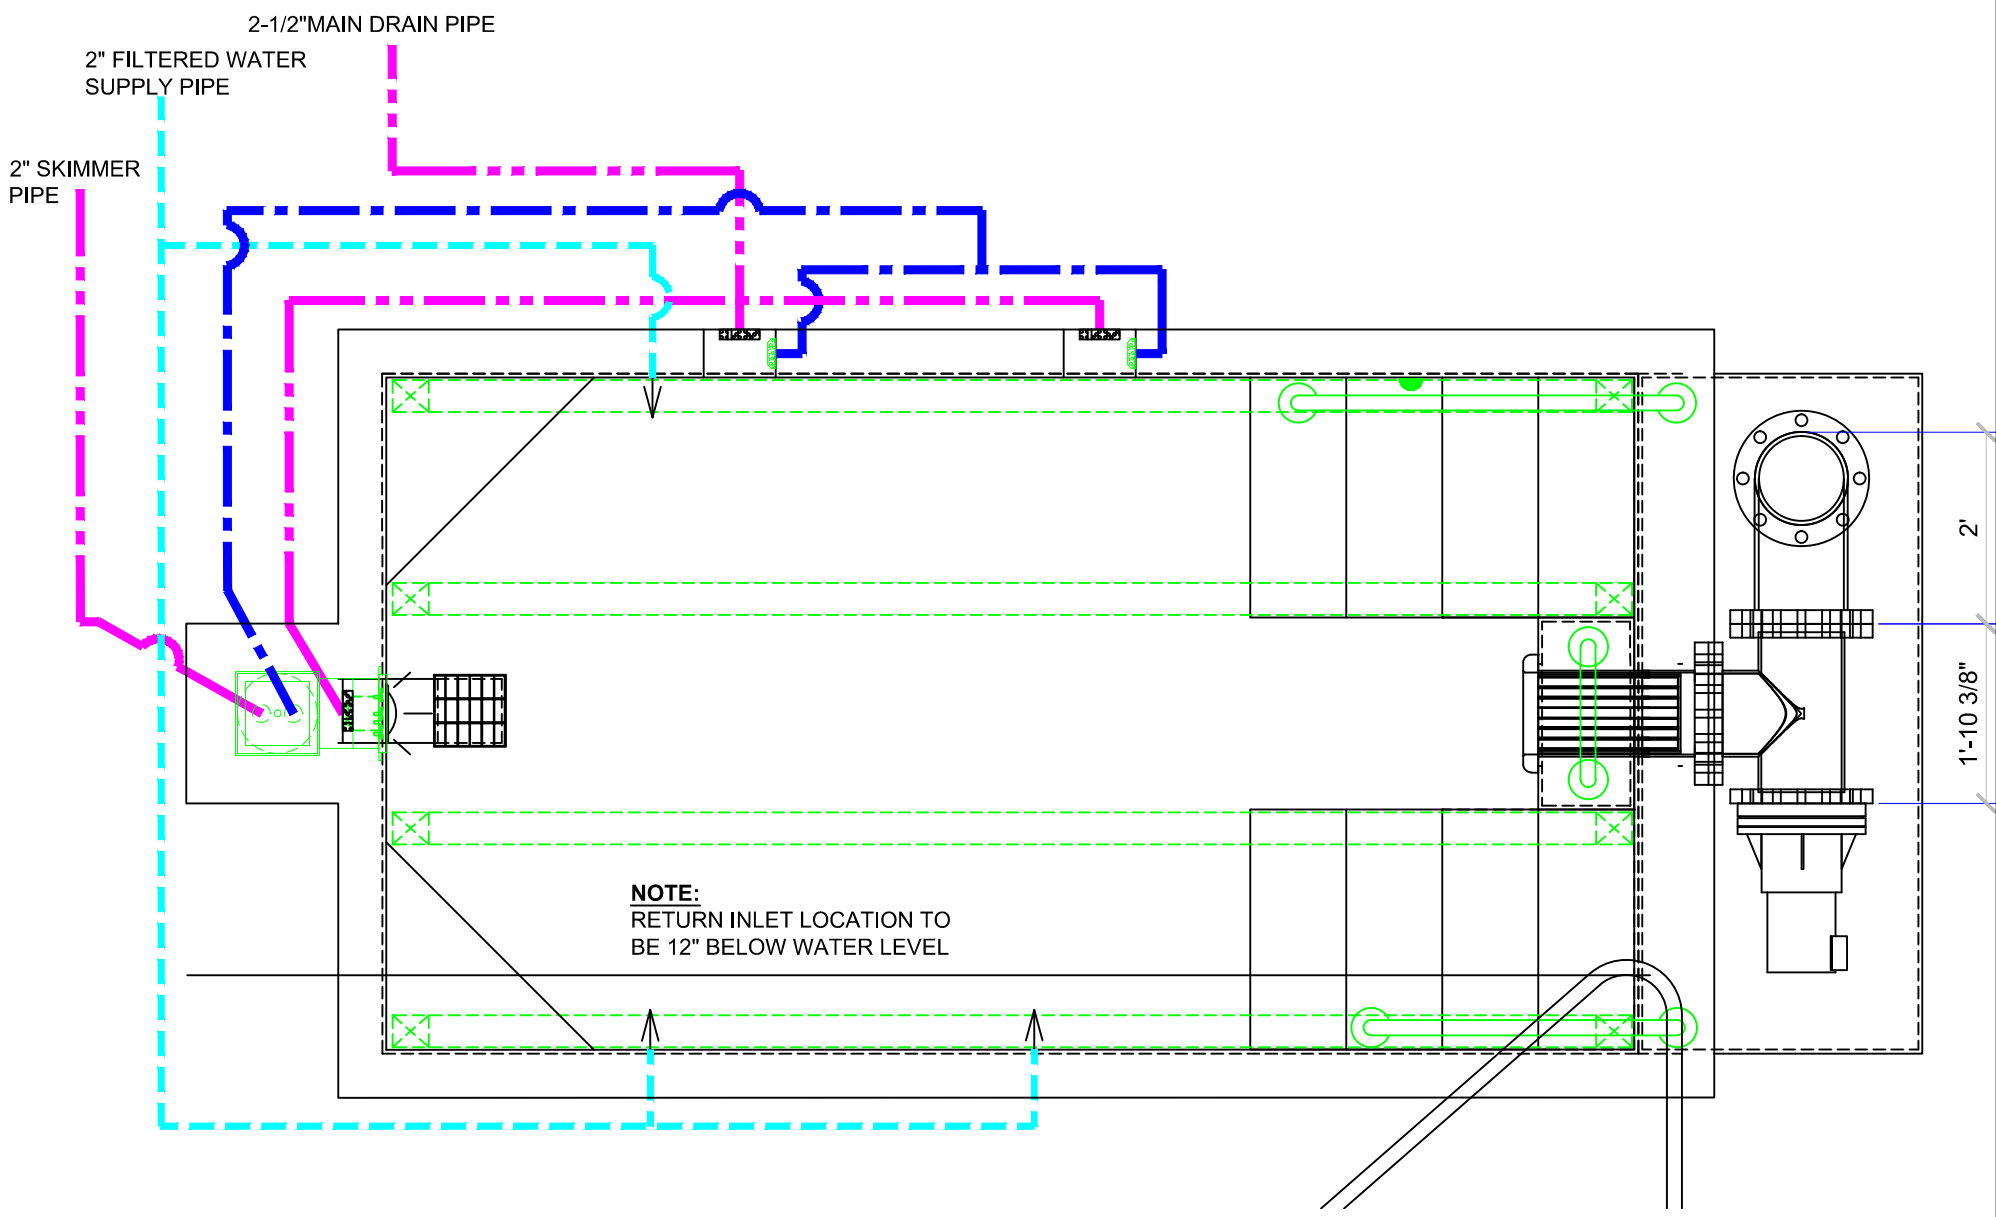 2-1/2"MAIN DRAIN PIPE
2" FILTERED WATER
SUPPLY PIPE
2" SKIMMER
PIPE
2'
1'-10 3/8"
NOTE:
RETURN INLET LOCATION TO
BE 12" BELOW WATER LEVEL